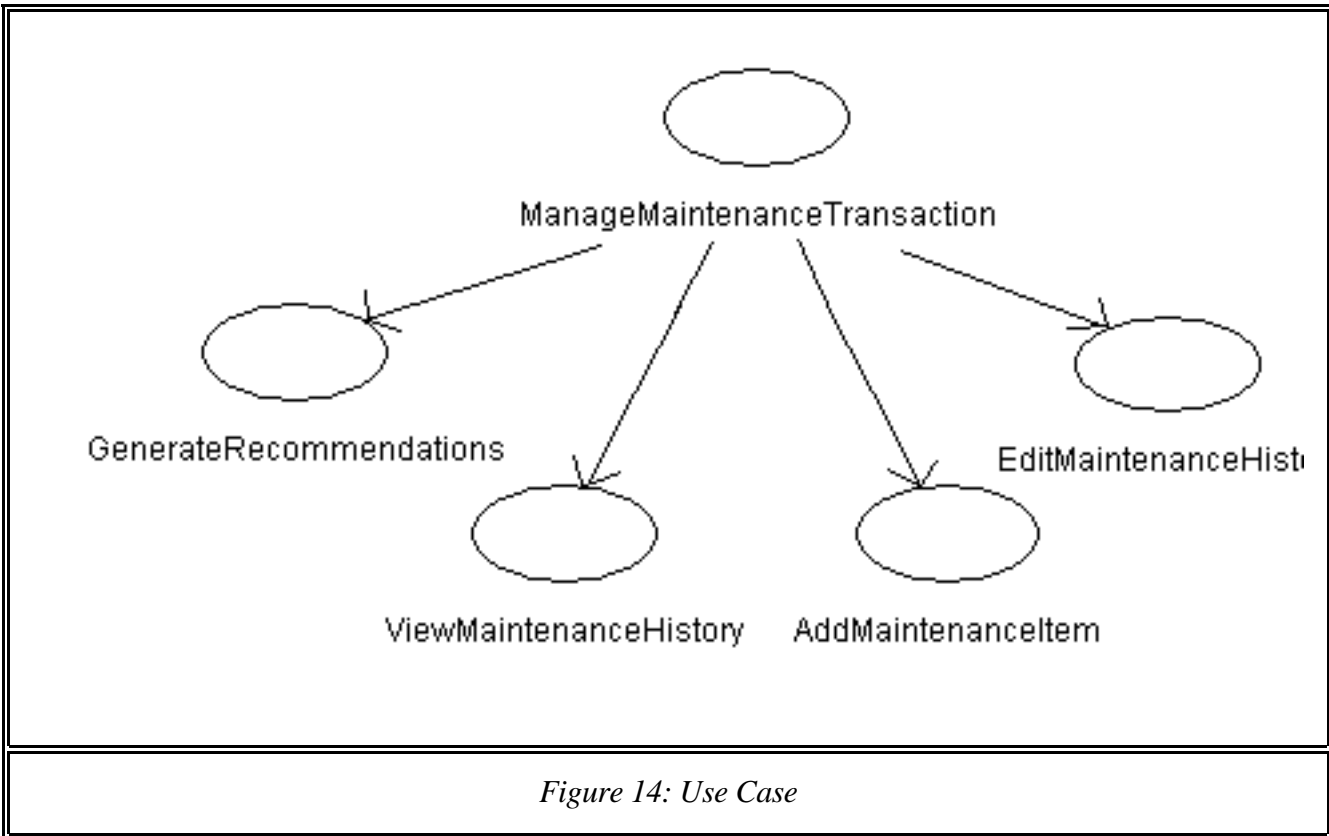 ManageMaintenanceTransaction
GenerateRecommendations
EditMaintenanceHist
ViewMaintenanceHistory
AddMaintenanceItem
Figure 14: Use Case